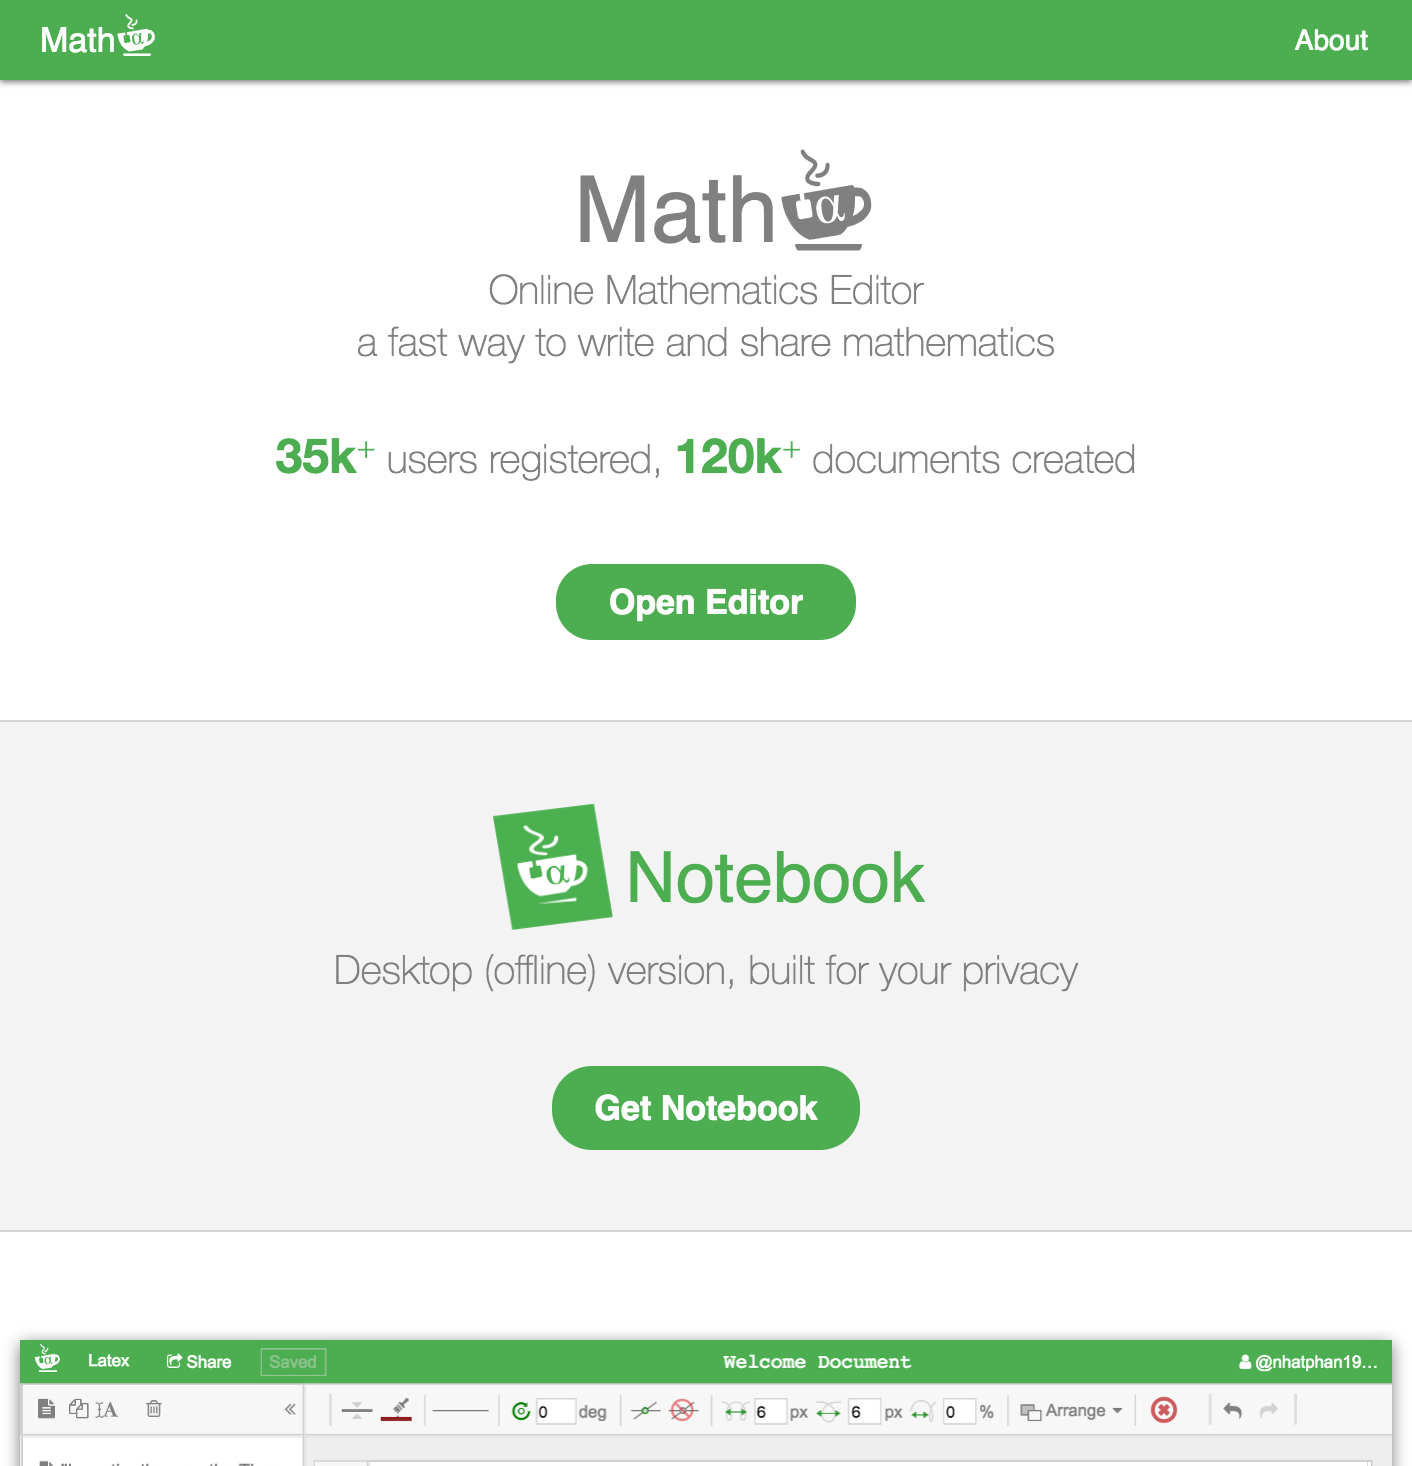 Math
About
Math
α
Online Mathematics Editor
a fast way to write and share mathematics
35k+ users registered, 120k+ documents created
Open Editor
α
Notebook
Desktop (offline) version, built for your privacy
Get Notebook
Latex Share Saved Welcome Document @nhatphan19...
A « 0 deg 6 px 6 px 0 % Arrange